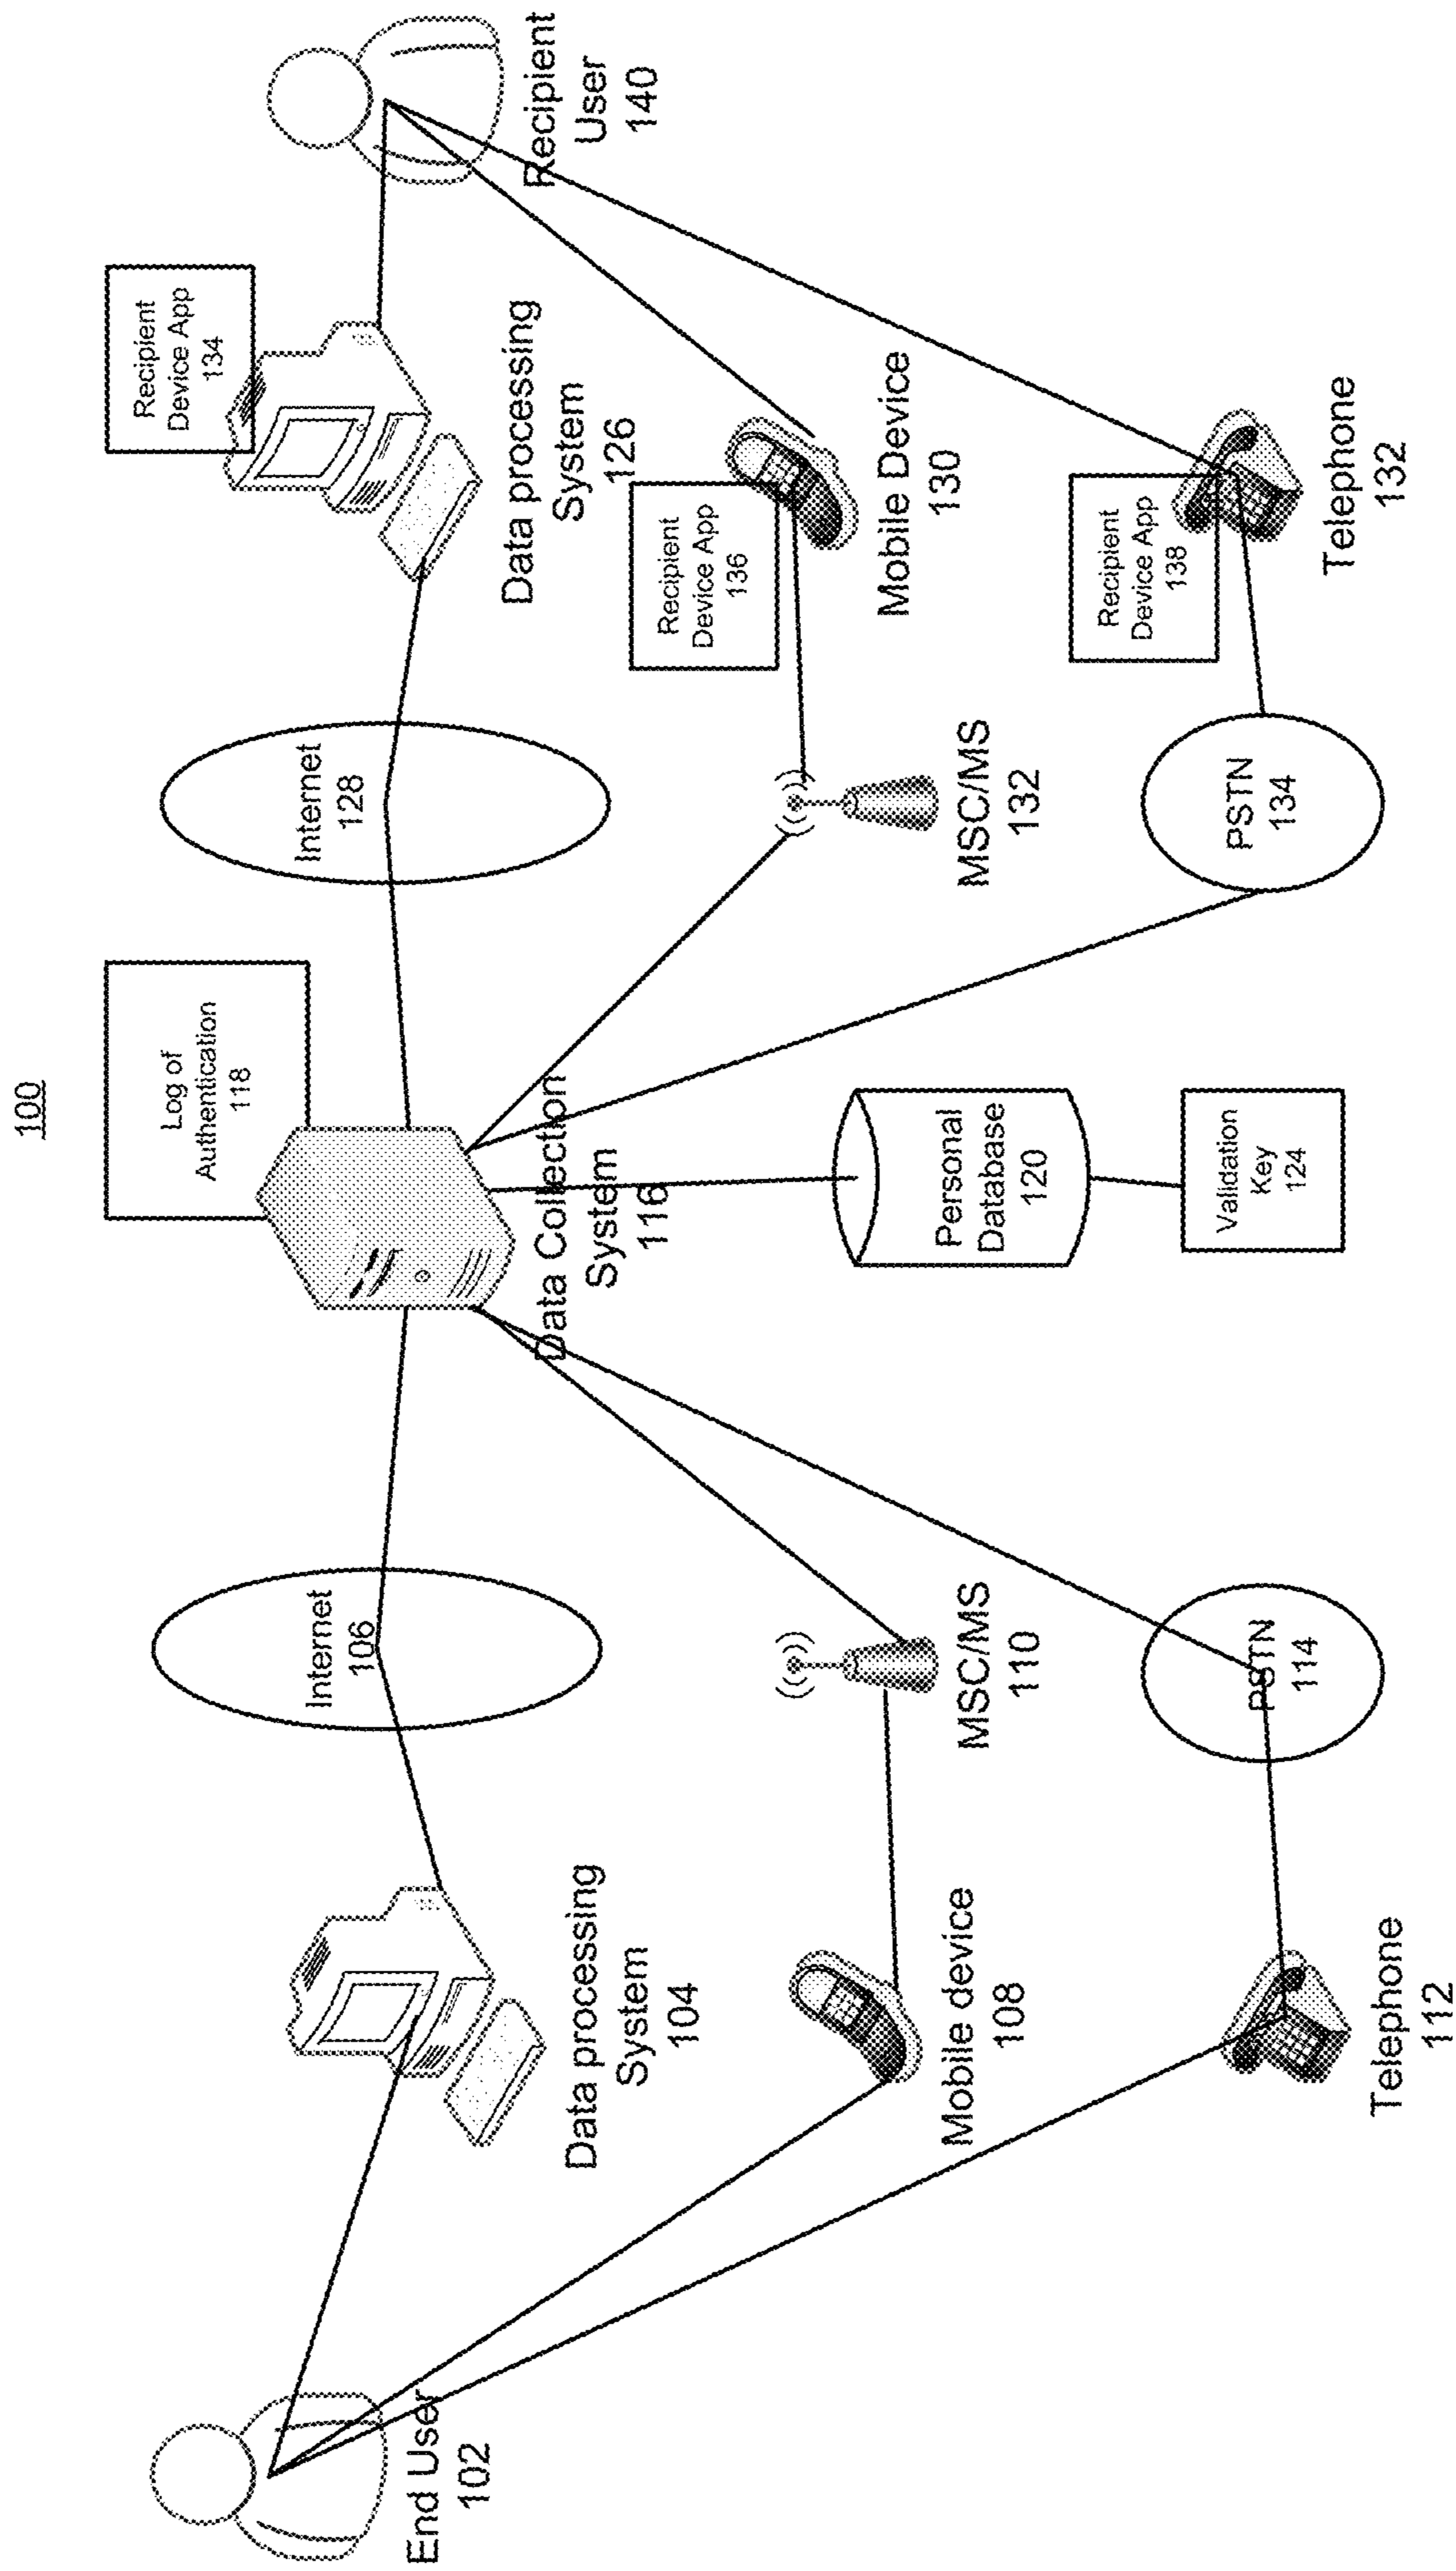 100
End User
102
Data processing
System
104
Internet
106
Mobile device
108
MSC/MS
110
Telephone
112
PSTN
114
Log of
Authentication
118
Data Collection
System
116
Personal
Database
120
Validation
Key
124
Internet
128
MSC/MS
132
PSTN
134
Recipient
Device App
134
Data processing
System
126
Recipient
Device App
136
Mobile Device
130
Recipient
Device App
138
Telephone
132
Recipient
User
140